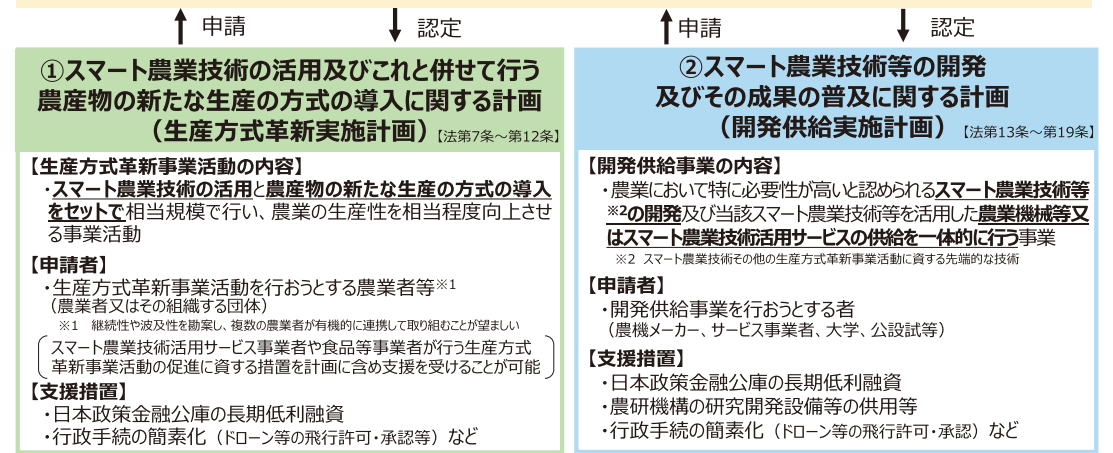 申請
認定
①スマート農業技術の活用及びこれと併せて行う
農産物の新たな生産の方式の導入に関する計画
（生産方式革新実施計画）【法第7条～第12条】
【生産方式革新事業活動の内容】
・スマート農業技術の活用と農産物の新たな生産の方式の導入
をセットで相当規模で行い、農業の生産性を相当程度向上させ
る事業活動
【申請者】
・生産方式革新事業活動を行おうとする農業者等※1
（農業者又はその組織する団体）
※1 継続性や波及性を勘案し、複数の農業者が有機的に連携して取り組むことが望ましい
スマート農業技術活用サービス事業者や食品等事業者が行う生産方式
革新事業活動の促進に資する措置を計画に含め支援を受けることが可能
【支援措置】
・日本政策金融公庫の長期低利融資
・行政手続の簡素化（ドローン等の飛行許可・承認等）など
申請
認定
②スマート農業技術等の開発
及びその成果の普及に関する計画
（開発供給実施計画）【法第13条～第19条】
【開発供給事業の内容】
・農業において特に必要性が高いと認められるスマート農業技術等
※2の開発及び当該スマート農業技術等を活用した農業機械等又
はスマート農業技術活用サービスの供給を一体的に行う事業
※2 スマート農業技術その他の生産方式革新事業活動に資する先端的な技術
【申請者】
・開発供給事業を行おうとする者
（農機メーカー、サービス事業者、大学、公設試等）
【支援措置】
・日本政策金融公庫の長期低利融資
・農研機構の研究開発設備等の供用等
・行政手続の簡素化（ドローン等の飛行許可・承認）など